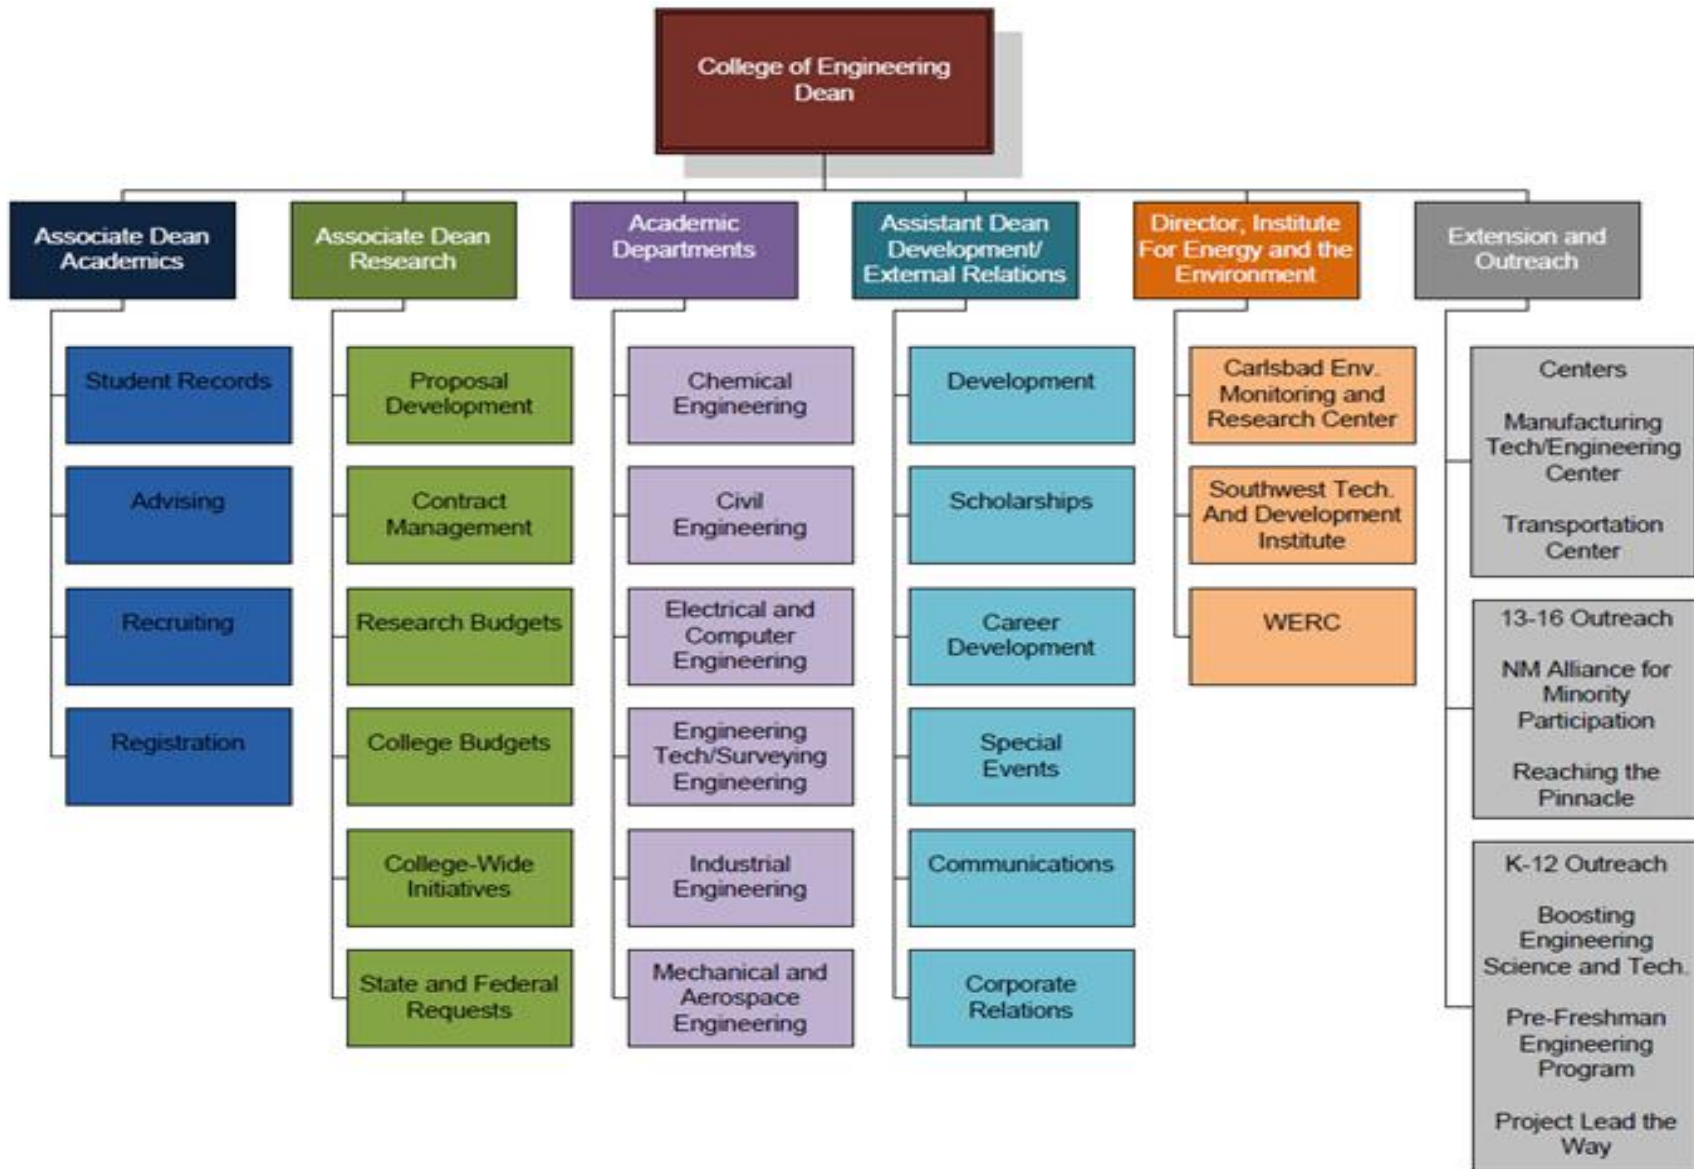 College of Engineering
Dean
Associate Dean
Academics
Student Records
Advising
Recruiting
Registration
Associate Dean
Research
Proposal
Development
Contract
Management
Research Budgets
College Budgets
College-Wide
Initiatives
State and Federal
Requests
Academic
Departments
Chemical
Engineering
Civil
Engineering
Electrical and
Computer
Engineering
Engineering
Tech/Surveying
Engineering
Industrial
Engineering
Mechanical and
Aerospace
Engineering
Assistant Dean
Development/
External Relations
Development
Scholarships
Career
Development
Special
Events
Communications
Corporate
Relations
Director, Institute
For Energy and the
Environment
Carlsbad Env.
Monitoring and
Research Center
Southwest Tech.
And Development
Institute
WERC
Extension and
Outreach
Centers
Manufacturing
Tech/Engineering
Center
Transportation
Center
13-16 Outreach
NM Alliance for
Minority
Participation
Reaching the
Pinnacle
K-12 Outreach
Boosting
Engineering
Science and Tech.
Pre-Freshman
Engineering
Program
Project Lead the
Way